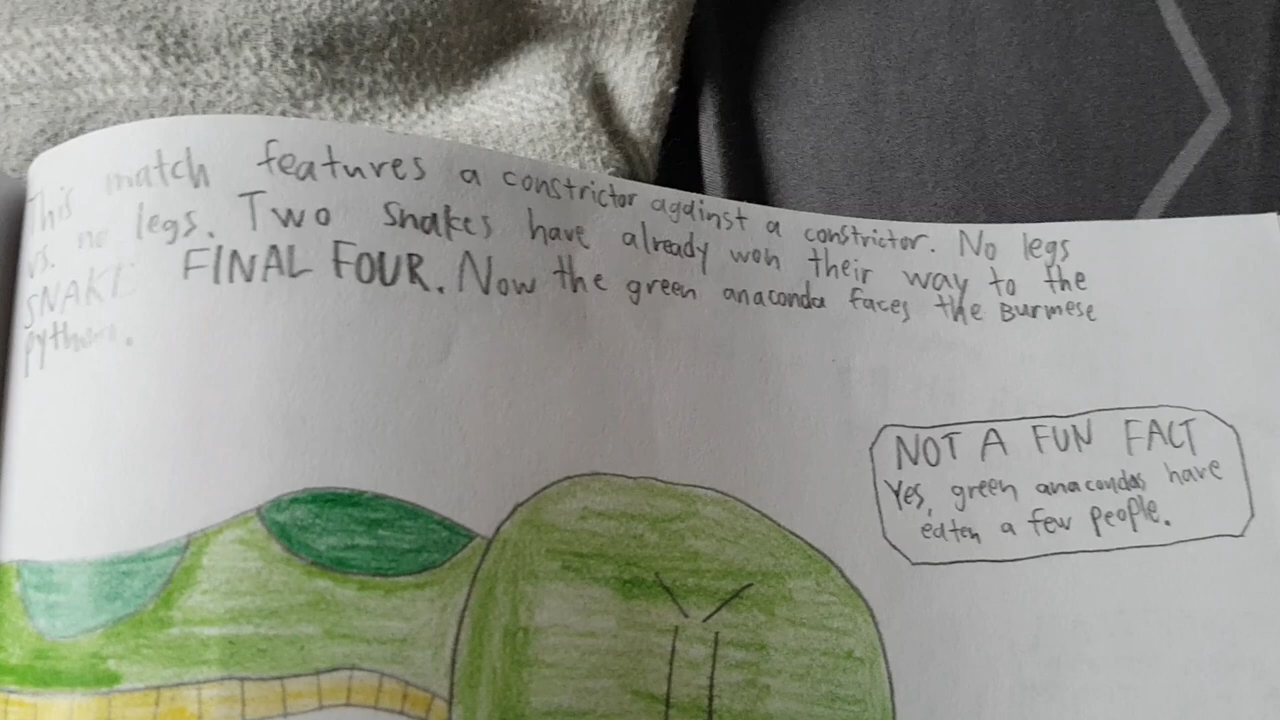 This match features a constrictor against a constrictor. No legs
vs. no legs. Two snakes have already won their way to the
SNAKE FINAL FOUR. Now the green anaconda faces the Burmese
python.
NOT A FUN FACT
Yes, green anacondas have
eaten a few people.